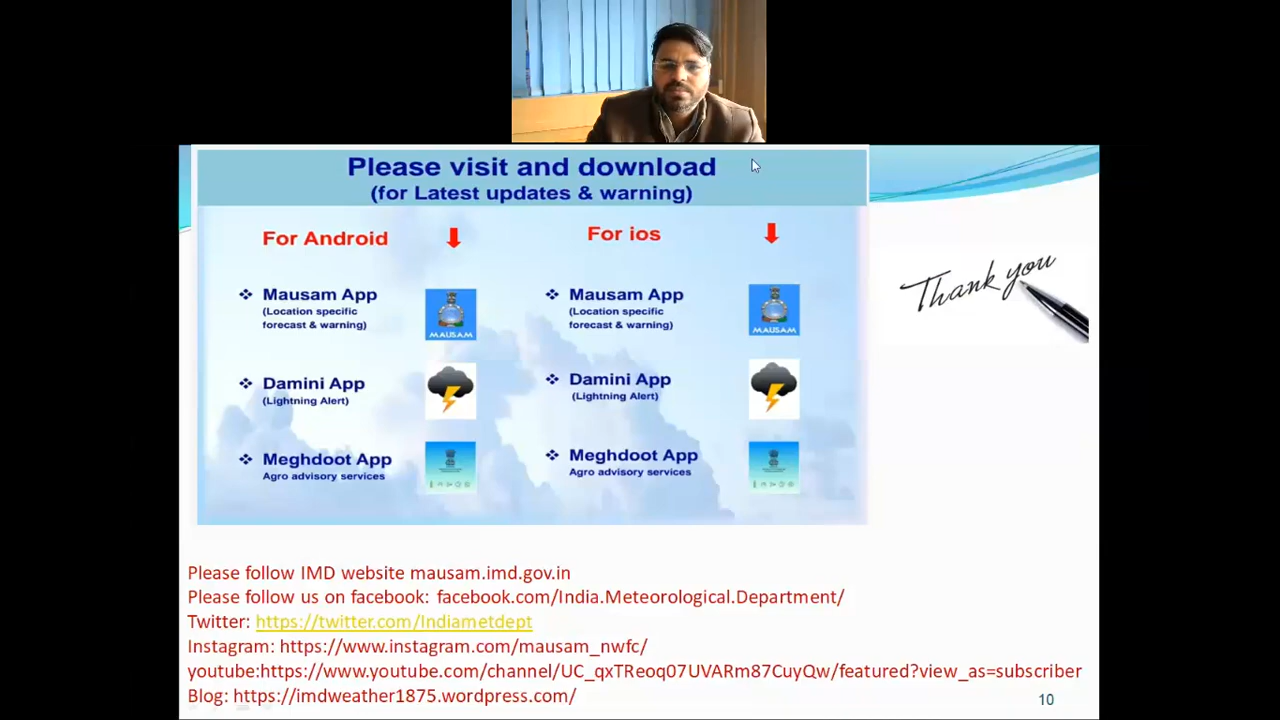 Please visit and download
(for Latest updates & warning)
For Android
For ios
Mausam App
(Location specific
forecast & warning)
MAUSAM
Mausam App
(Location specific
forecast & warning)
MAUSAM
Damini App
(Lightning Alert)
Damini App
(Lightning Alert)
Meghdoot App
Agro advisory services
Meghdoot App
Agro advisory services
Thank you
Please follow IMD website mausam.imd.gov.in
Please follow us on facebook: facebook.com/India.Meteorological.Department/
Twitter: https://twitter.com/Indiametdept
Instagram: https://www.instagram.com/mausam_nwfc/
youtube:https://www.youtube.com/channel/UC_qxTReoq07UVARm87CuyQw/featured?view_as=subscriber
Blog: https://imdweather1875.wordpress.com/
10